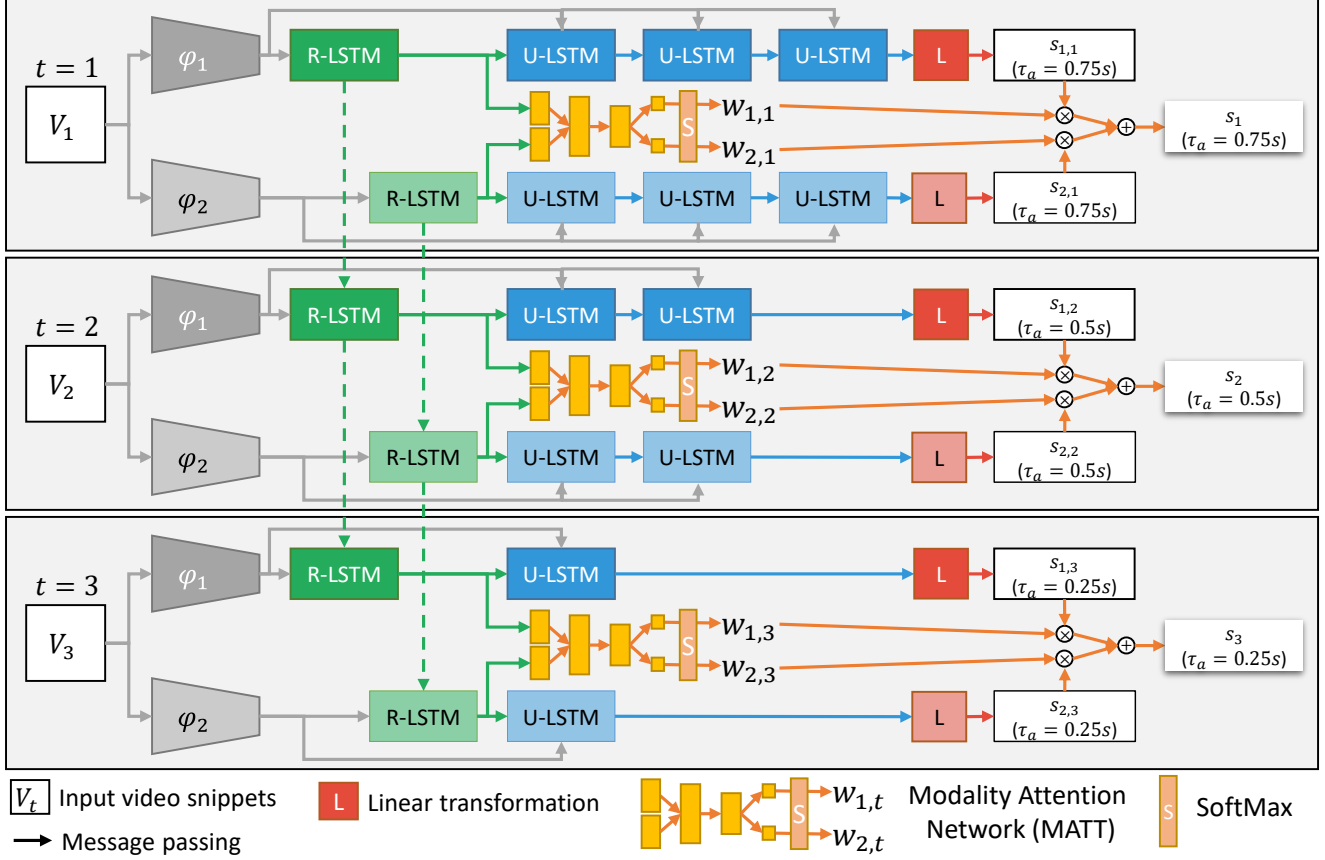 t = 1
V₁
φ₁
R-LSTM
U-LSTM
U-LSTM
U-LSTM
L
s₁,₁
(τₐ = 0.75s)
S
w₁,₁
w₂,₁
×
×
+
s₁
(τₐ = 0.75s)
φ₂
R-LSTM
U-LSTM
U-LSTM
U-LSTM
L
s₂,₁
(τₐ = 0.75s)
t = 2
V₂
φ₁
R-LSTM
U-LSTM
U-LSTM
L
s₁,₂
(τₐ = 0.5s)
S
w₁,₂
w₂,₂
×
×
+
s₂
(τₐ = 0.5s)
φ₂
R-LSTM
U-LSTM
U-LSTM
L
s₂,₂
(τₐ = 0.5s)
t = 3
V₃
φ₁
R-LSTM
U-LSTM
L
s₁,₃
(τₐ = 0.25s)
S
w₁,₃
w₂,₃
×
×
+
s₃
(τₐ = 0.25s)
φ₂
R-LSTM
U-LSTM
L
s₂,₃
(τₐ = 0.25s)
Vₜ Input video snippets
Message passing
L Linear transformation
S
w₁,ₜ
w₂,ₜ
Modality Attention
Network (MATT)
S SoftMax